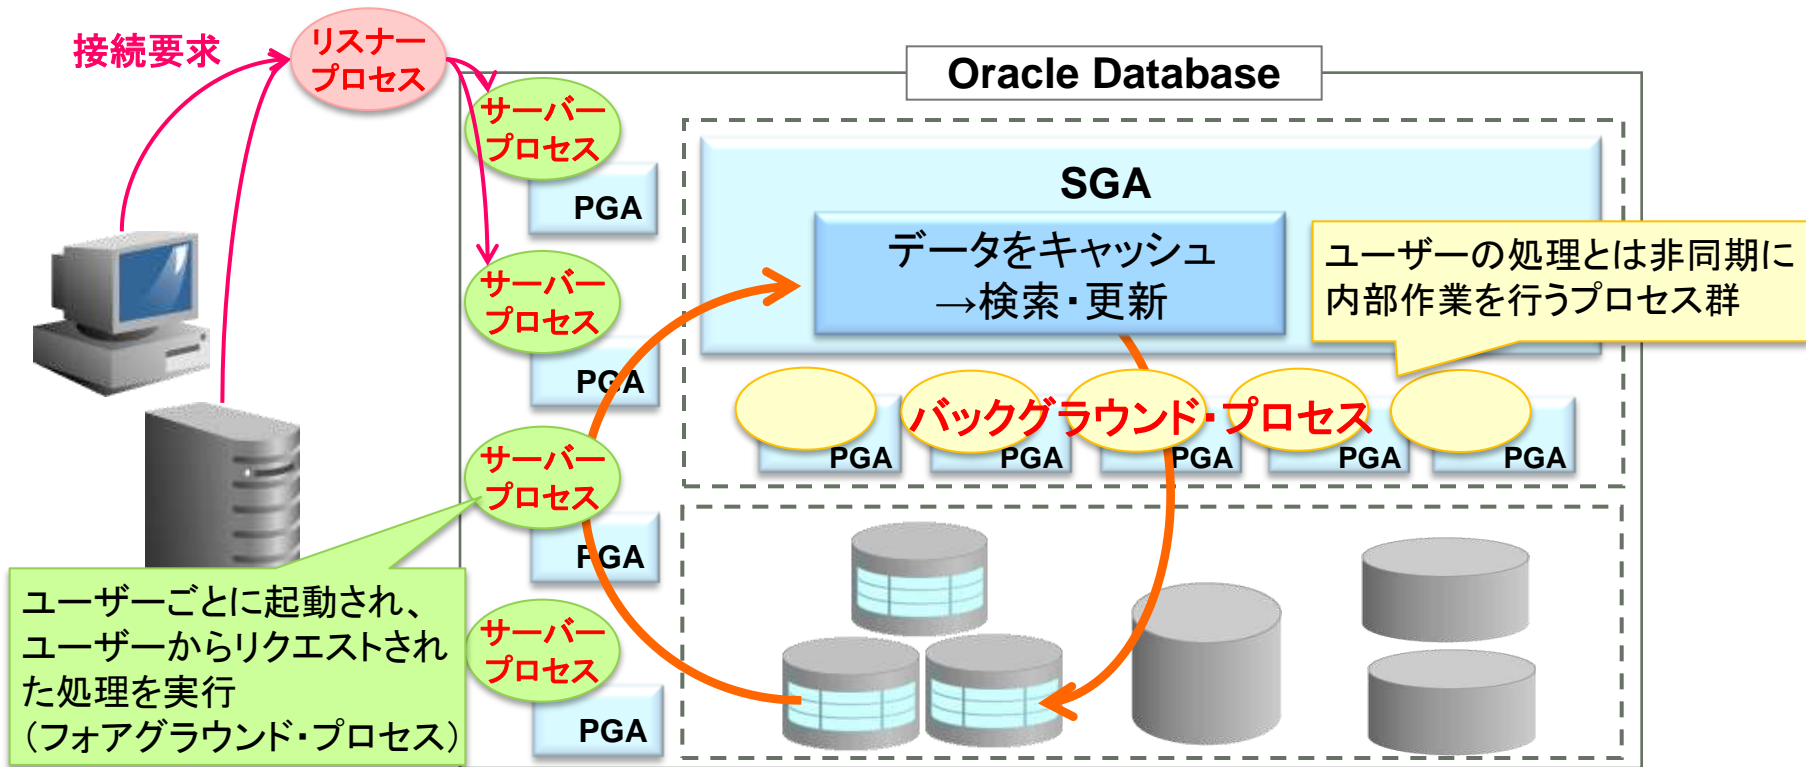 接続要求
リスナー
プロセス
Oracle Database
サーバー
プロセス
PGA
サーバー
プロセス
PGA
サーバー
プロセス
PGA
サーバー
プロセス
PGA
SGA
データをキャッシュ
→検索・更新
ユーザーの処理とは非同期に
内部作業を行うプロセス群
バックグラウンド・プロセス
PGA
PGA
PGA
PGA
PGA
ユーザーごとに起動され、
ユーザーからリクエストされ
た処理を実行
(フォアグラウンド・プロセス)